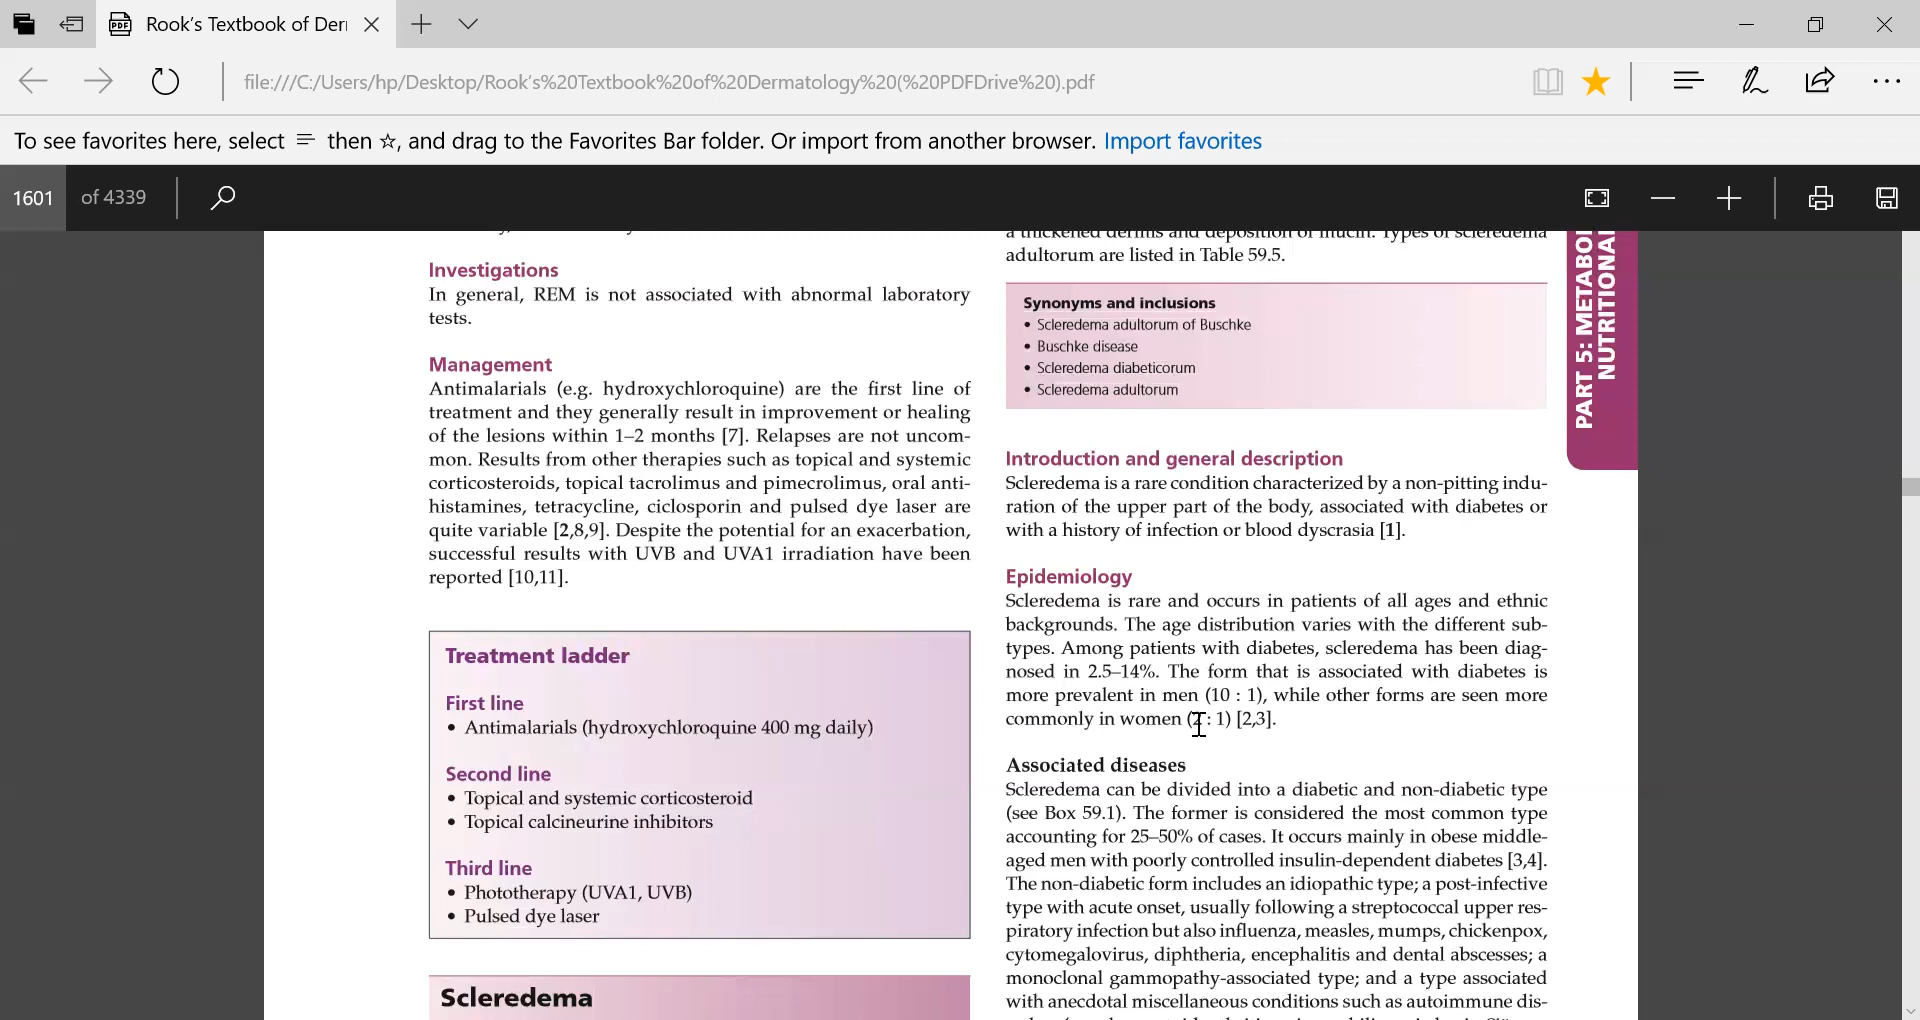 Rook's Textbook of Der
file:///C:/Users/hp/Desktop/Rook's%20Textbook%20of%20Dermatology%20(%20PDFDrive%20).pdf
To see favorites here, select then ☆, and drag to the Favorites Bar folder. Or import from another browser. Import favorites
1601 of 4339
Investigations
In general, REM is not associated with abnormal laboratory
tests.
Management
Antimalarials (e.g. hydroxychloroquine) are the first line of
treatment and they generally result in improvement or healing
of the lesions within 1–2 months [7]. Relapses are not uncom-
mon. Results from other therapies such as topical and systemic
corticosteroids, topical tacrolimus and pimecrolimus, oral anti-
histamines, tetracycline, ciclosporin and pulsed dye laser are
quite variable [2,8,9]. Despite the potential for an exacerbation,
successful results with UVB and UVA1 irradiation have been
reported [10,11].
Treatment ladder
First line
• Antimalarials (hydroxychloroquine 400 mg daily)
Second line
• Topical and systemic corticosteroid
• Topical calcineurine inhibitors
Third line
• Phototherapy (UVA1, UVB)
• Pulsed dye laser
Scleredema
a thickened dermis and deposition of mucin. Types of scleredema
adultorum are listed in Table 59.5.
Synonyms and inclusions
• Scleredema adultorum of Buschke
• Buschke disease
• Scleredema diabeticorum
• Scleredema adultorum
Introduction and general description
Scleredema is a rare condition characterized by a non-pitting indu-
ration of the upper part of the body, associated with diabetes or
with a history of infection or blood dyscrasia [1].
Epidemiology
Scleredema is rare and occurs in patients of all ages and ethnic
backgrounds. The age distribution varies with the different sub-
types. Among patients with diabetes, scleredema has been diag-
nosed in 2.5–14%. The form that is associated with diabetes is
more prevalent in men (10 : 1), while other forms are seen more
commonly in women (2 : 1) [2,3].
Associated diseases
Scleredema can be divided into a diabetic and non-diabetic type
(see Box 59.1). The former is considered the most common type
accounting for 25–50% of cases. It occurs mainly in obese middle-
aged men with poorly controlled insulin-dependent diabetes [3,4].
The non-diabetic form includes an idiopathic type; a post-infective
type with acute onset, usually following a streptococcal upper res-
piratory infection but also influenza, measles, mumps, chickenpox,
cytomegalovirus, diphtheria, encephalitis and dental abscesses; a
monoclonal gammopathy-associated type; and a type associated
with anecdotal miscellaneous conditions such as autoimmune dis-
PART 5: METABO
NUTRITIONA